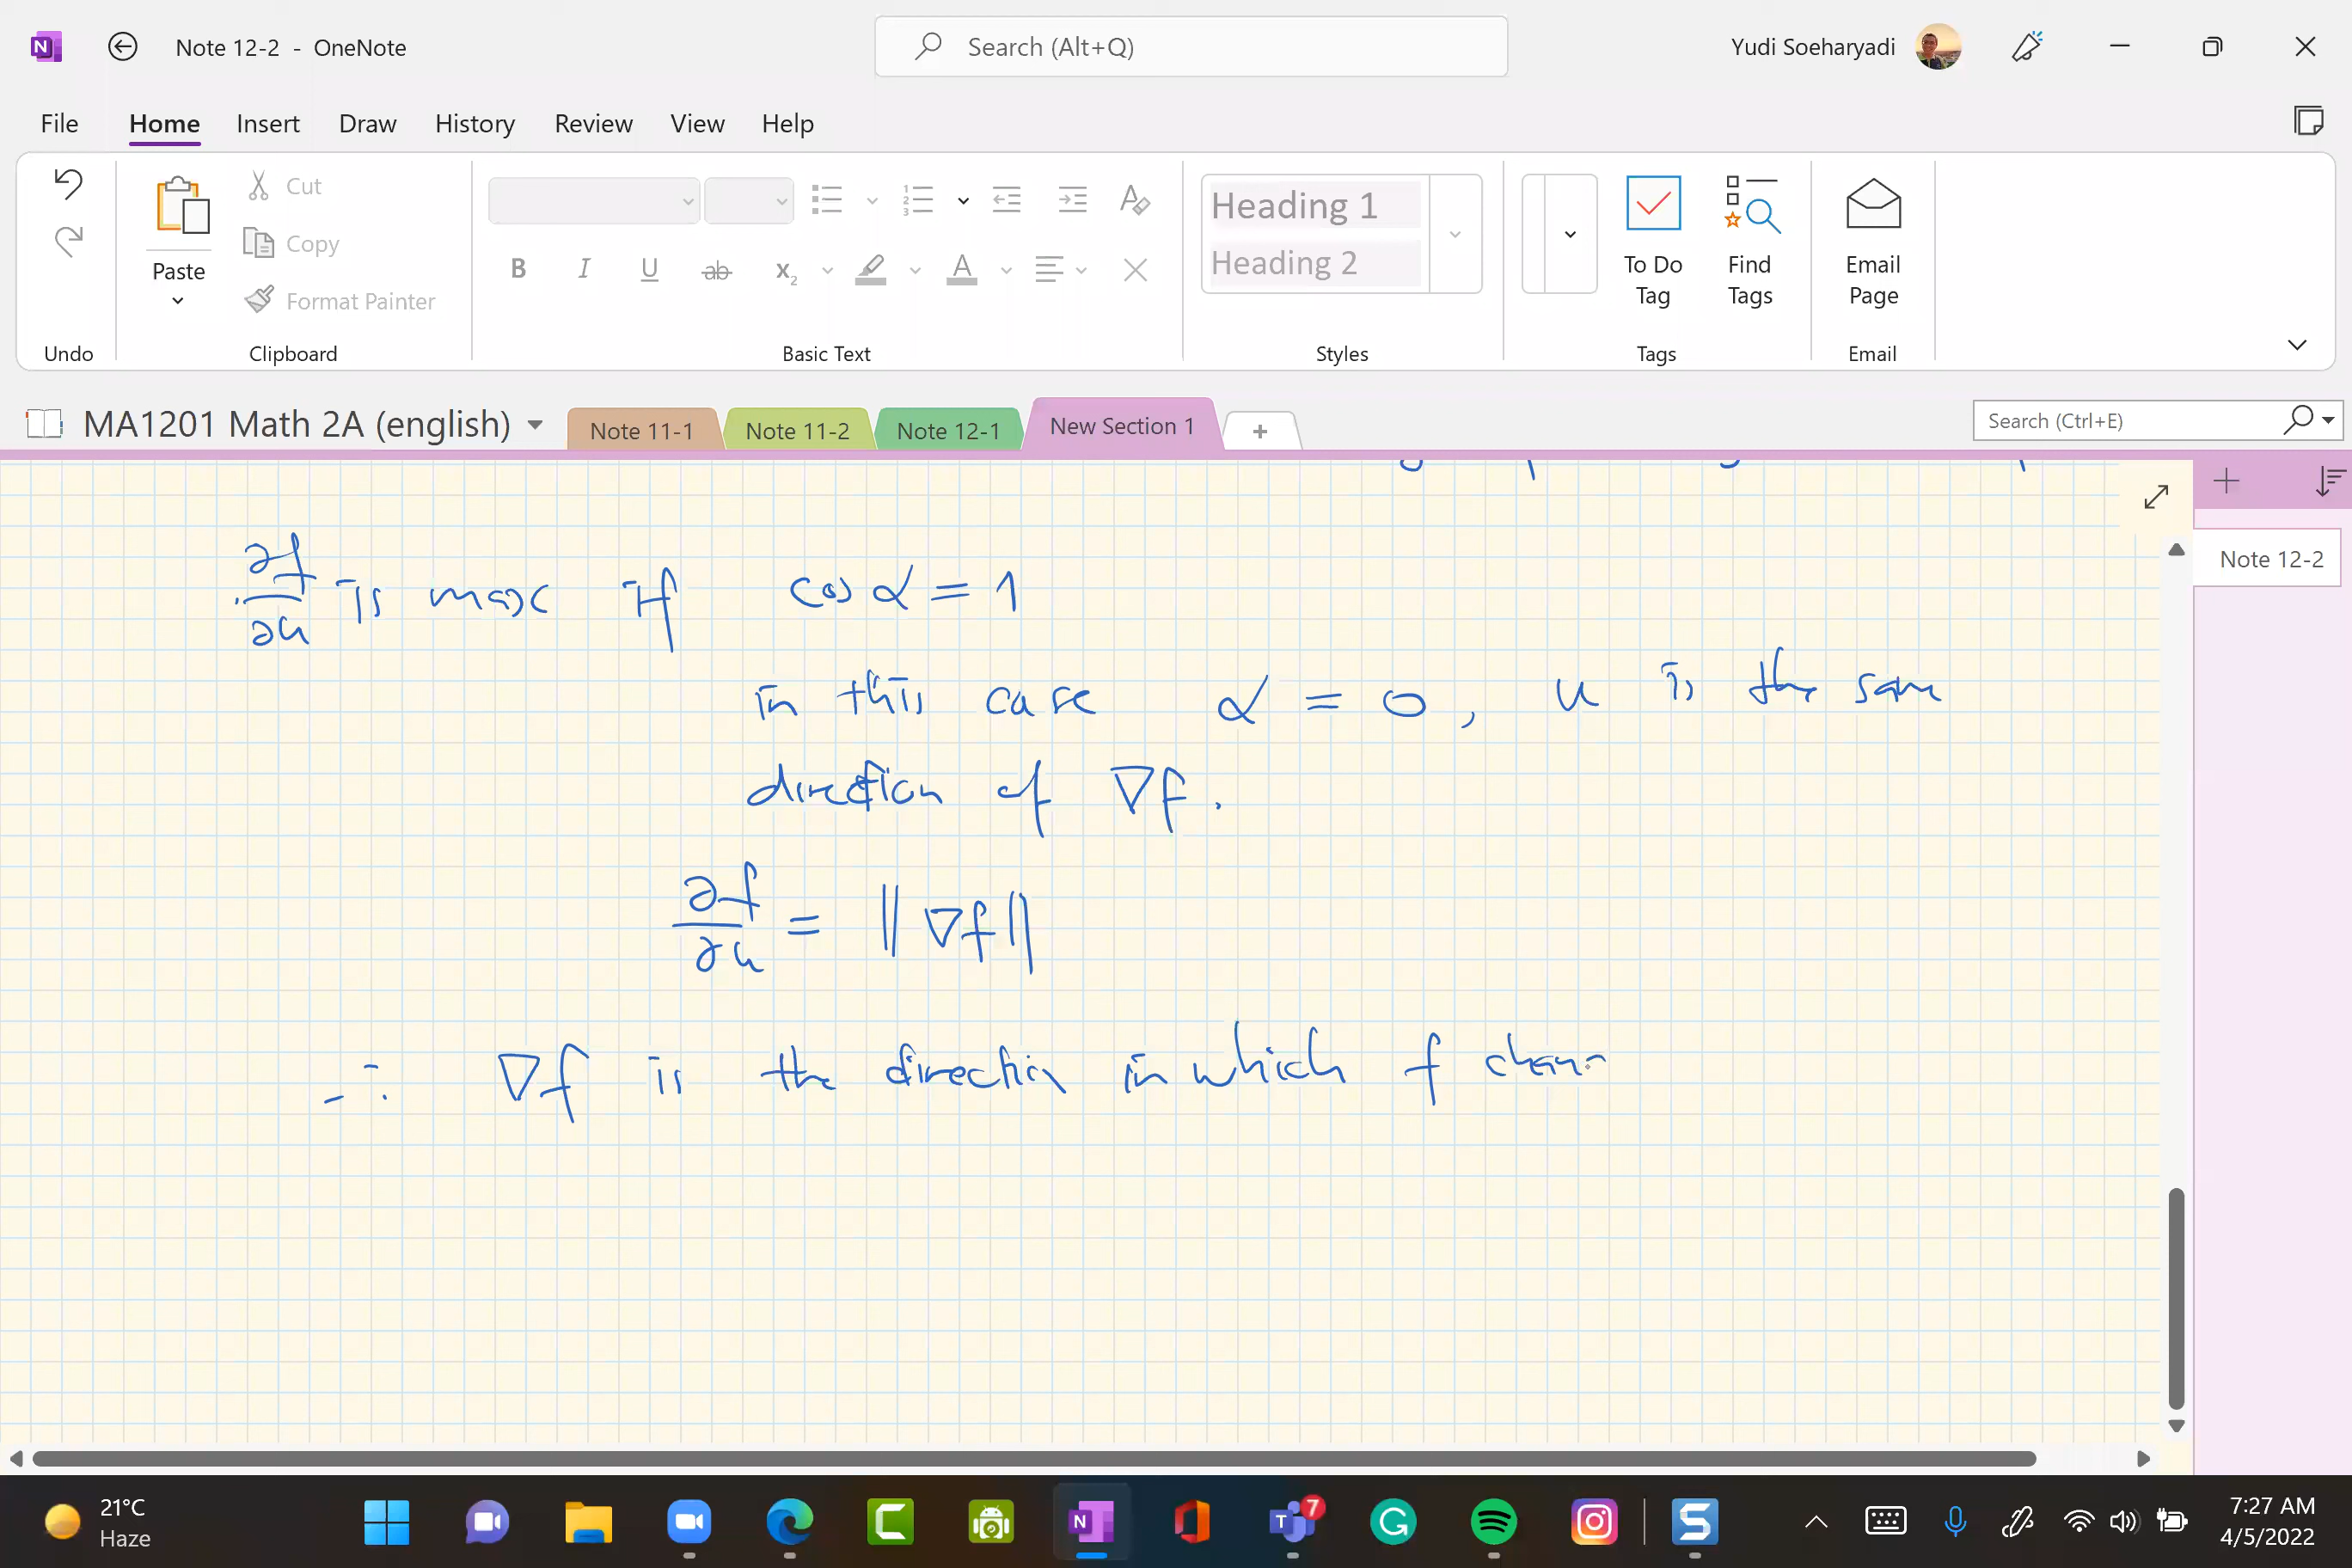 Note 12-2 - OneNote
Search (Alt+Q)
Yudi Soeharyadi
File Home Insert Draw History Review View Help
Undo
Paste
Cut
Copy
Format Painter
Clipboard
B I U ab x₂ A
Basic Text
Heading 1
Heading 2
Styles
To Do Tag
Find Tags
Tags
Email Page
Email
MA1201 Math 2A (english)
Note 11-1
Note 11-2
Note 12-1
New Section 1
+
Search (Ctrl+E)
Note 12-2
∂f/∂u is max if cos α = 1
in this case α = 0, u is the same
direction of ∇f.
∂f/∂u = ‖∇f‖
∴ ∇f is the direction in which f chan
21°C
Haze
7
7:27 AM
4/5/2022